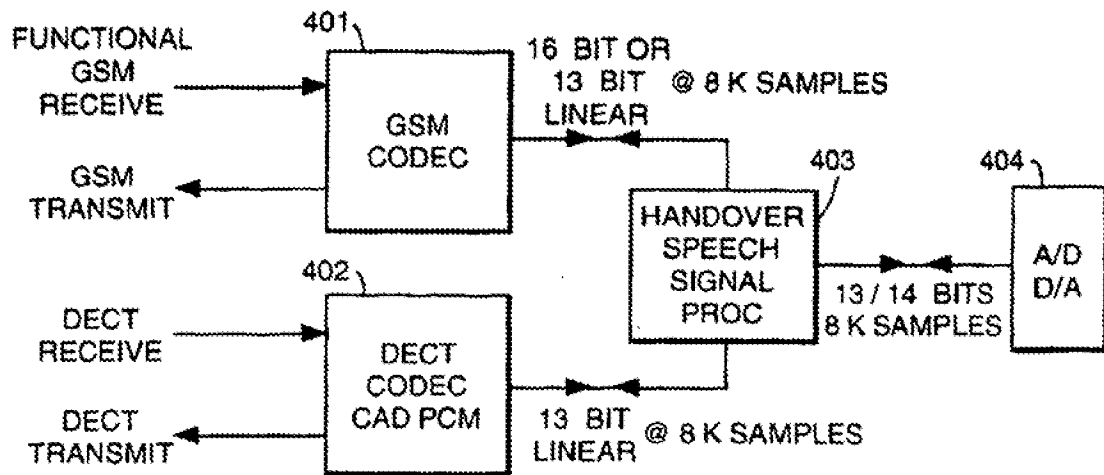 401
FUNCTIONAL
GSM
RECEIVE
GSM
TRANSMIT
GSM
CODEC
16 BIT OR
13 BIT @ 8 K SAMPLES
LINEAR
403
404
HANDOVER
SPEECH
SIGNAL
PROC
A/D
D/A
13 / 14 BITS
8 K SAMPLES
402
DECT
RECEIVE
DECT
TRANSMIT
DECT
CODEC
CAD PCM
13 BIT
LINEAR @ 8 K SAMPLES